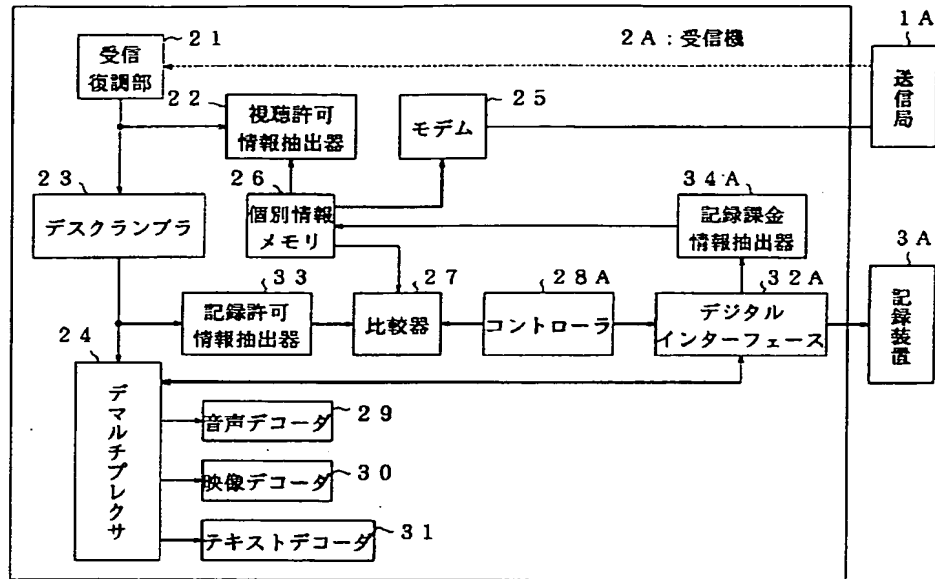 21
受信
復調部
2A:受信機
1A
送信局
22
視聴許可
情報抽出器
25
モデム
23
デスクランブラ
26
個別情報
メモリ
34A
記録課金
情報抽出器
3A
記録装置
33
記録許可
情報抽出器
27
比較器
28A
コントローラ
32A
デジタル
インターフェース
24
デマルチプレクサ
音声デコーダ
29
映像デコーダ
30
テキストデコーダ
31